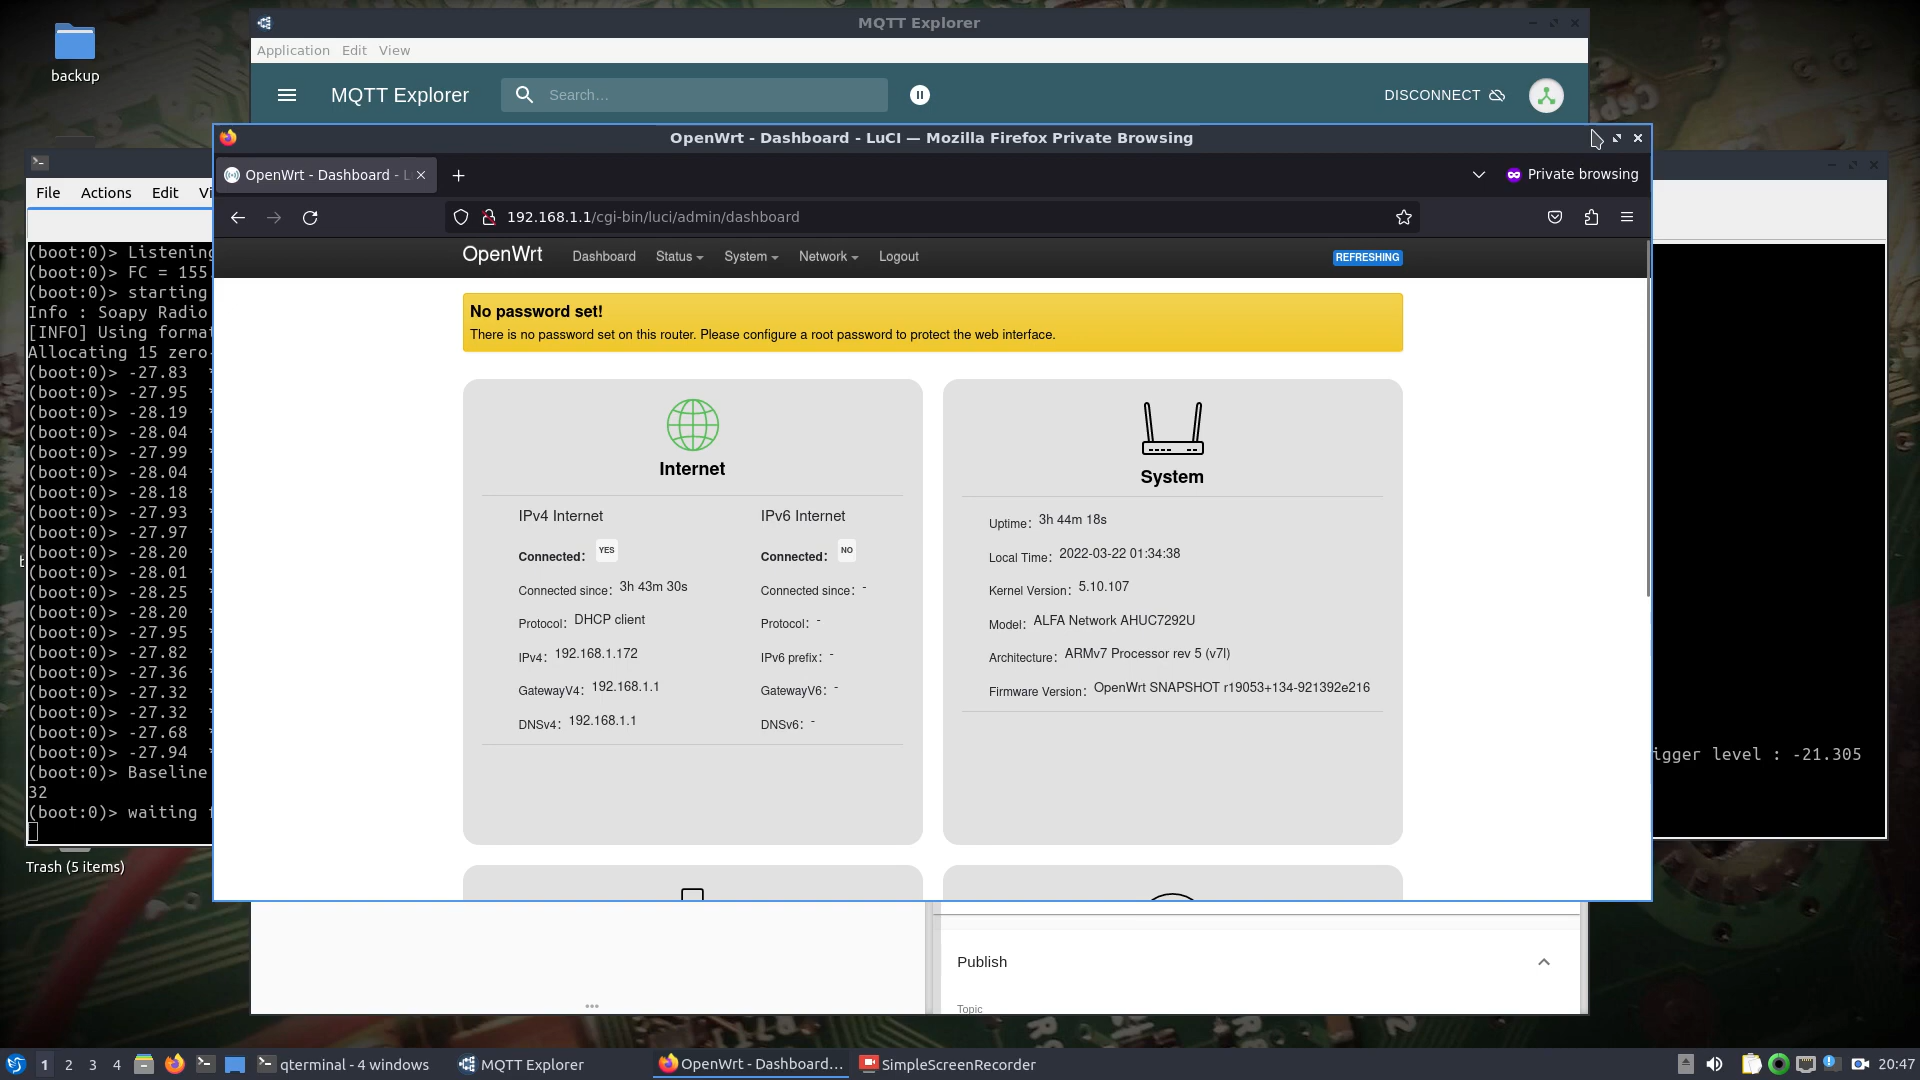 backup
MQTT Explorer
Application Edit View
MQTT Explorer
Search...
DISCONNECT
OpenWrt - Dashboard - LuCI — Mozilla Firefox Private Browsing
OpenWrt - Dashboard - L
Private browsing
File Actions Edit
192.168.1.1/cgi-bin/luci/admin/dashboard
OpenWrt Dashboard Status System Network Logout REFRESHING
No password set!
There is no password set on this router. Please configure a root password to protect the web interface.
Internet
IPv4 Internet
Connected: YES
Connected since: 3h 43m 30s
Protocol: DHCP client
IPv4: 192.168.1.172
GatewayV4: 192.168.1.1
DNSv4: 192.168.1.1
IPv6 Internet
Connected: NO
Connected since: -
Protocol: -
IPv6 prefix: -
GatewayV6: -
DNSv6: -
System
Uptime: 3h 44m 18s
Local Time: 2022-03-22 01:34:38
Kernel Version: 5.10.107
Model: ALFA Network AHUC7292U
Architecture: ARMv7 Processor rev 5 (v7l)
Firmware Version: OpenWrt SNAPSHOT r19053+134-921392e216
(boot:0)> Listening
(boot:0)> FC = 155
(boot:0)> starting
Info : Soapy Radio
[INFO] Using format
Allocating 15 zero-
(boot:0)> -27.83
(boot:0)> -27.95
(boot:0)> -28.19
(boot:0)> -28.04
(boot:0)> -27.99
(boot:0)> -28.04
(boot:0)> -28.18
(boot:0)> -27.93
(boot:0)> -27.97
(boot:0)> -28.20
(boot:0)> -28.01
(boot:0)> -28.25
(boot:0)> -28.20
(boot:0)> -27.95
(boot:0)> -27.82
(boot:0)> -27.36
(boot:0)> -27.32
(boot:0)> -27.32
(boot:0)> -27.68
(boot:0)> -27.94
igger level : -21.305
(boot:0)> Baseline
32
(boot:0)> waiting
Trash (5 items)
Publish
Topic
1 2 3 4 qterminal - 4 windows MQTT Explorer OpenWrt - Dashboard... SimpleScreenRecorder 20:47